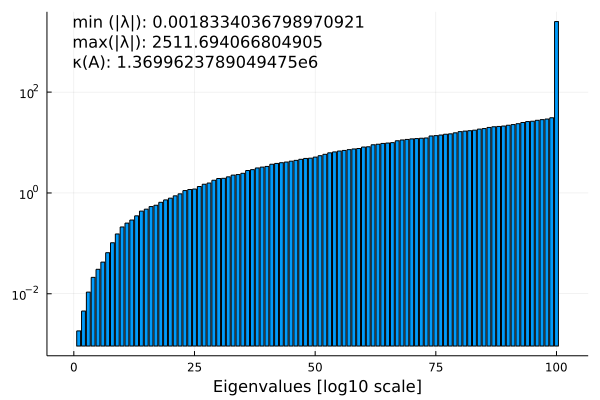 min (|λ|): 0.0018334036798970921
max(|λ|): 2511.694066804905
κ(A): 1.3699623789049475e6
10²
10⁰
10⁻²
0 25 50 75 100
Eigenvalues [log10 scale]